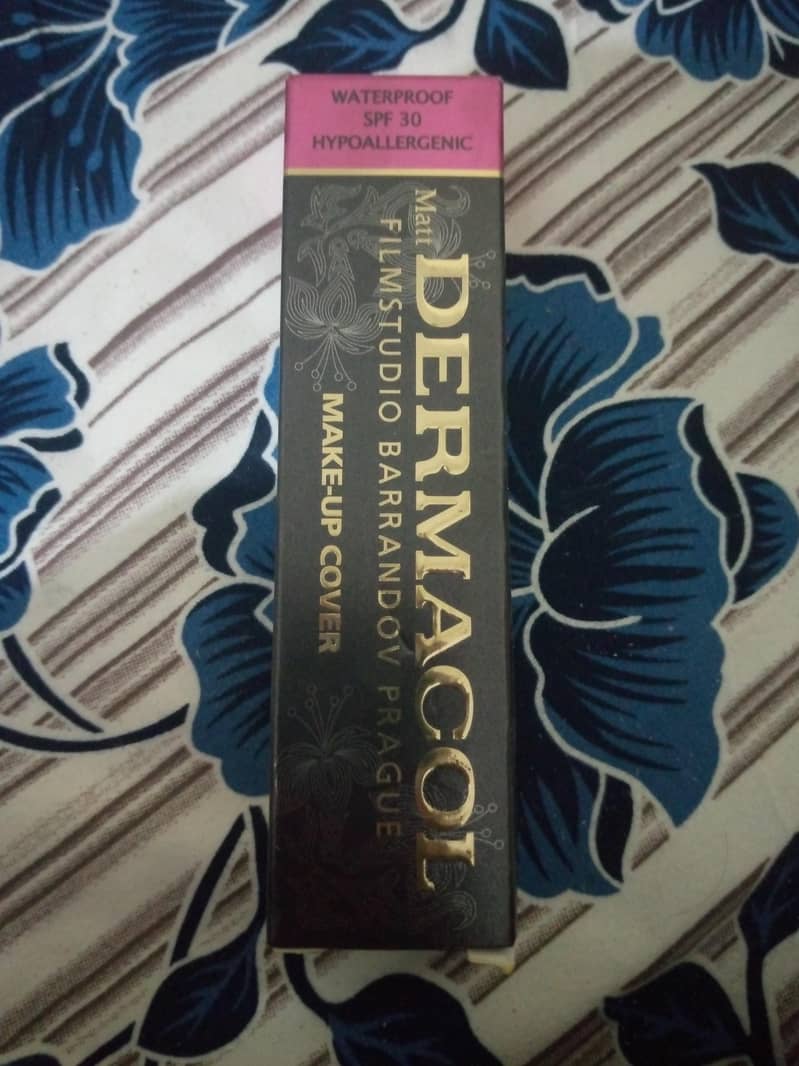 WATERPROOF
SPF 30
HYPOALLERGENIC
Matt DERMACOL
FILMSTUDIO BARRANDOV PRAGUE
MAKE-UP COVER